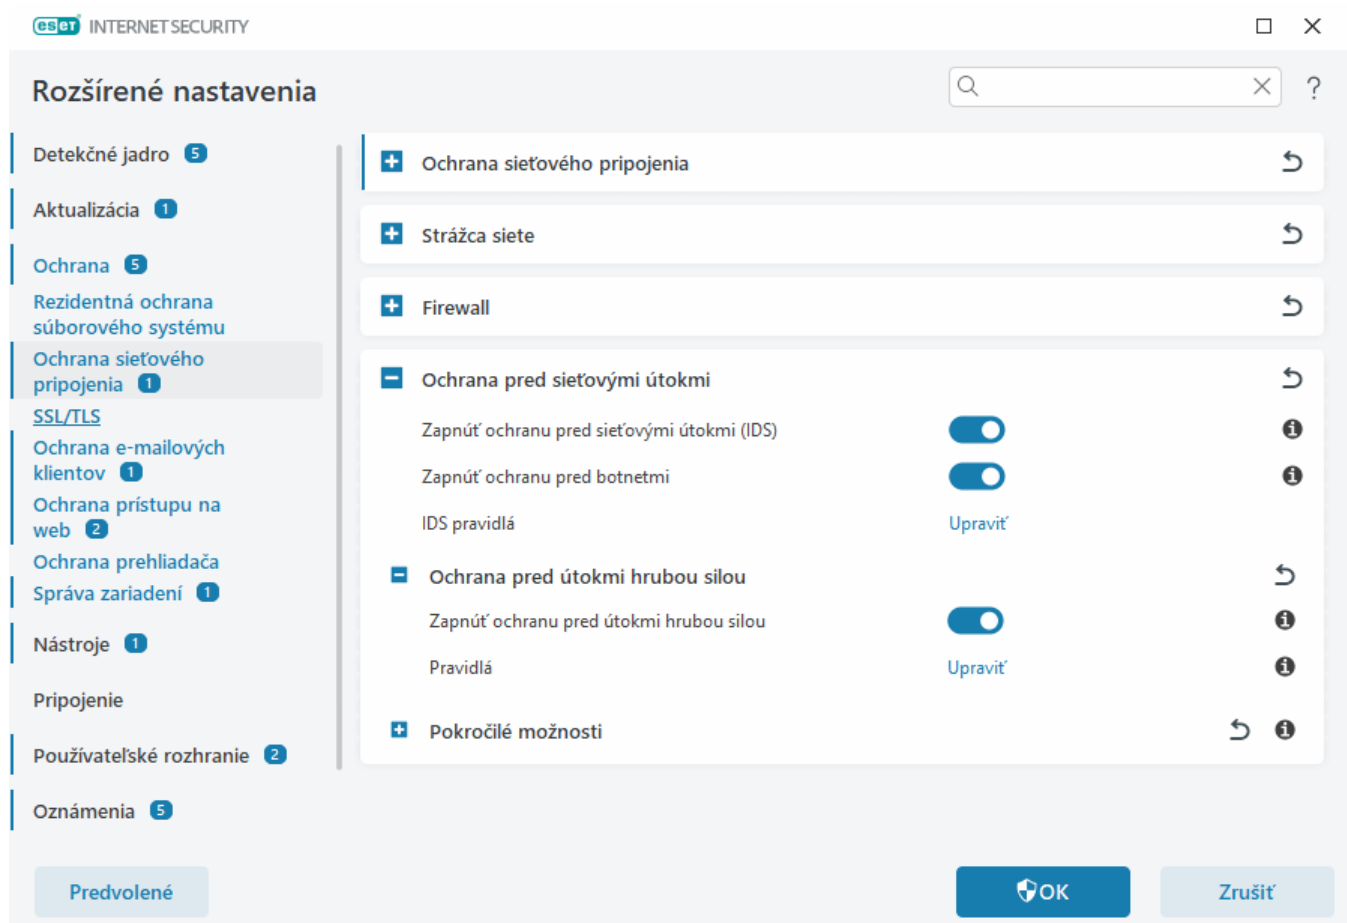 eset INTERNET SECURITY
Rozšírené nastavenia
?
Detekčné jadro 5
Aktualizácia 1
Ochrana 5
Rezidentná ochrana
súborového systému
Ochrana sieťového
pripojenia 1
SSL/TLS
Ochrana e-mailových
klientov 1
Ochrana prístupu na
web 2
Ochrana prehliadača
Správa zariadení 1
Nástroje 1
Pripojenie
Používateľské rozhranie 2
Oznámenia 5
Ochrana sieťového pripojenia
Strážca siete
Firewall
Ochrana pred sieťovými útokmi
Zapnúť ochranu pred sieťovými útokmi (IDS)
Zapnúť ochranu pred botnetmi
IDS pravidlá Upraviť
Ochrana pred útokmi hrubou silou
Zapnúť ochranu pred útokmi hrubou silou
Pravidlá Upraviť
Pokročilé možnosti
Predvolené
OK
Zrušiť